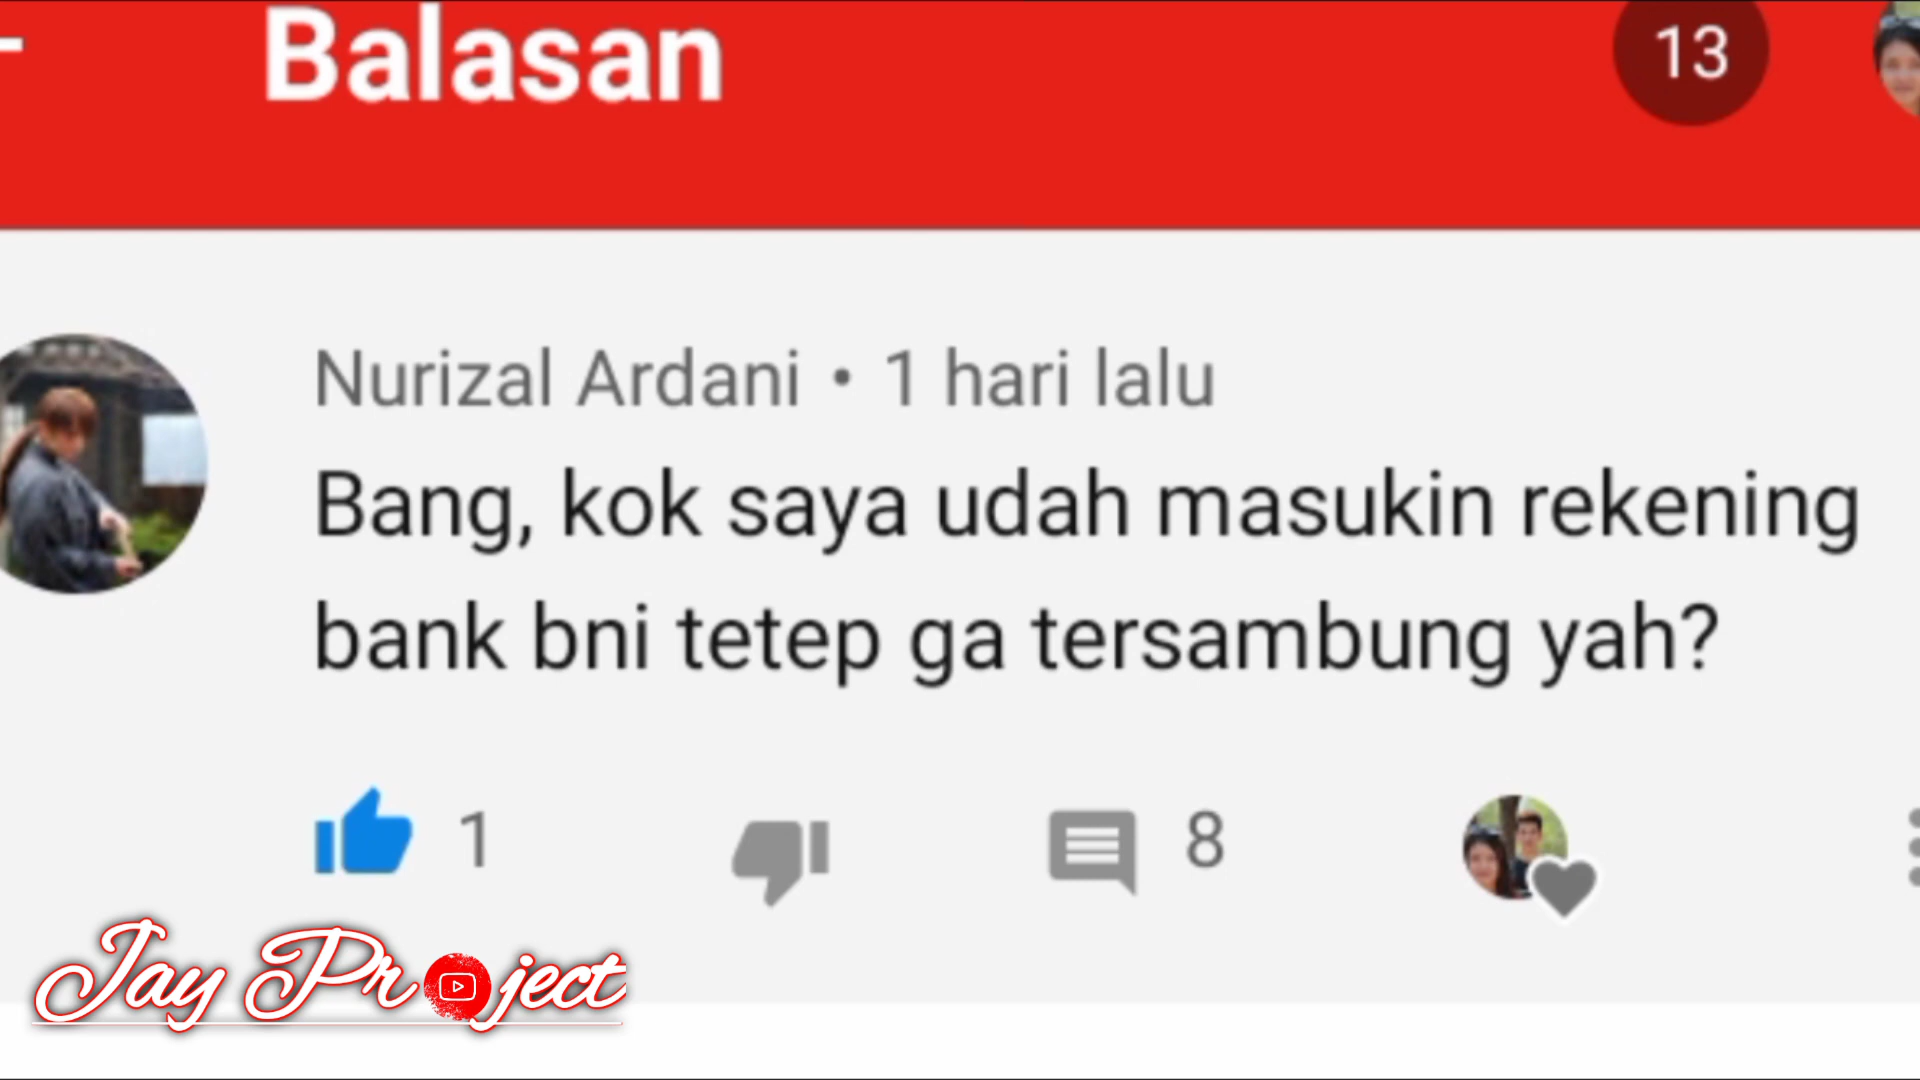 Balasan
13
Nurizal Ardani • 1 hari lalu
Bang, kok saya udah masukin rekening
bank bni tetep ga tersambung yah?
1
8
Jay Project